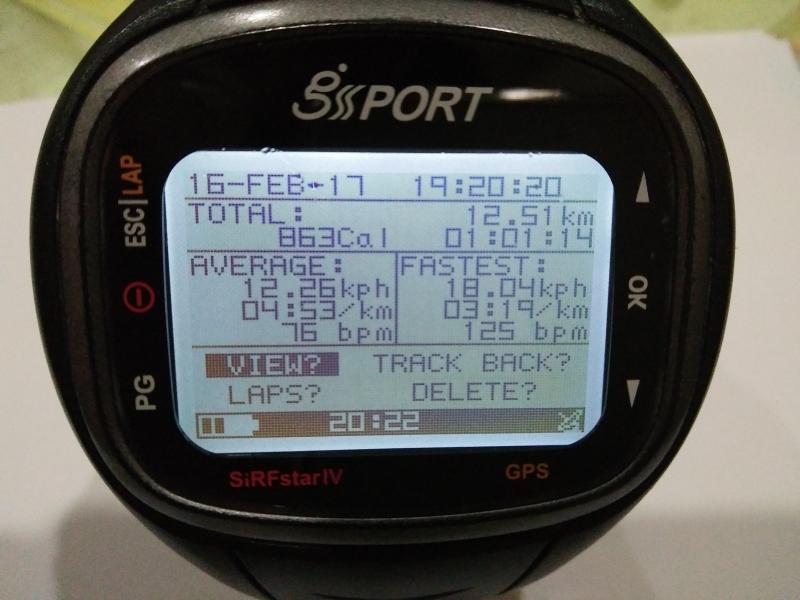 gsSPORT
16-FEB-17 19:20:20
TOTAL: 12.51km
863Cal 01:01:14
AVERAGE: FASTEST:
12.26kph 18.04kph
04:53/km 03:19/km
76 bpm 125 bpm
VIEW? TRACK BACK?
LAPS? DELETE?
20:22
SiRFstarIV GPS
ESC|LAP
PG
OK